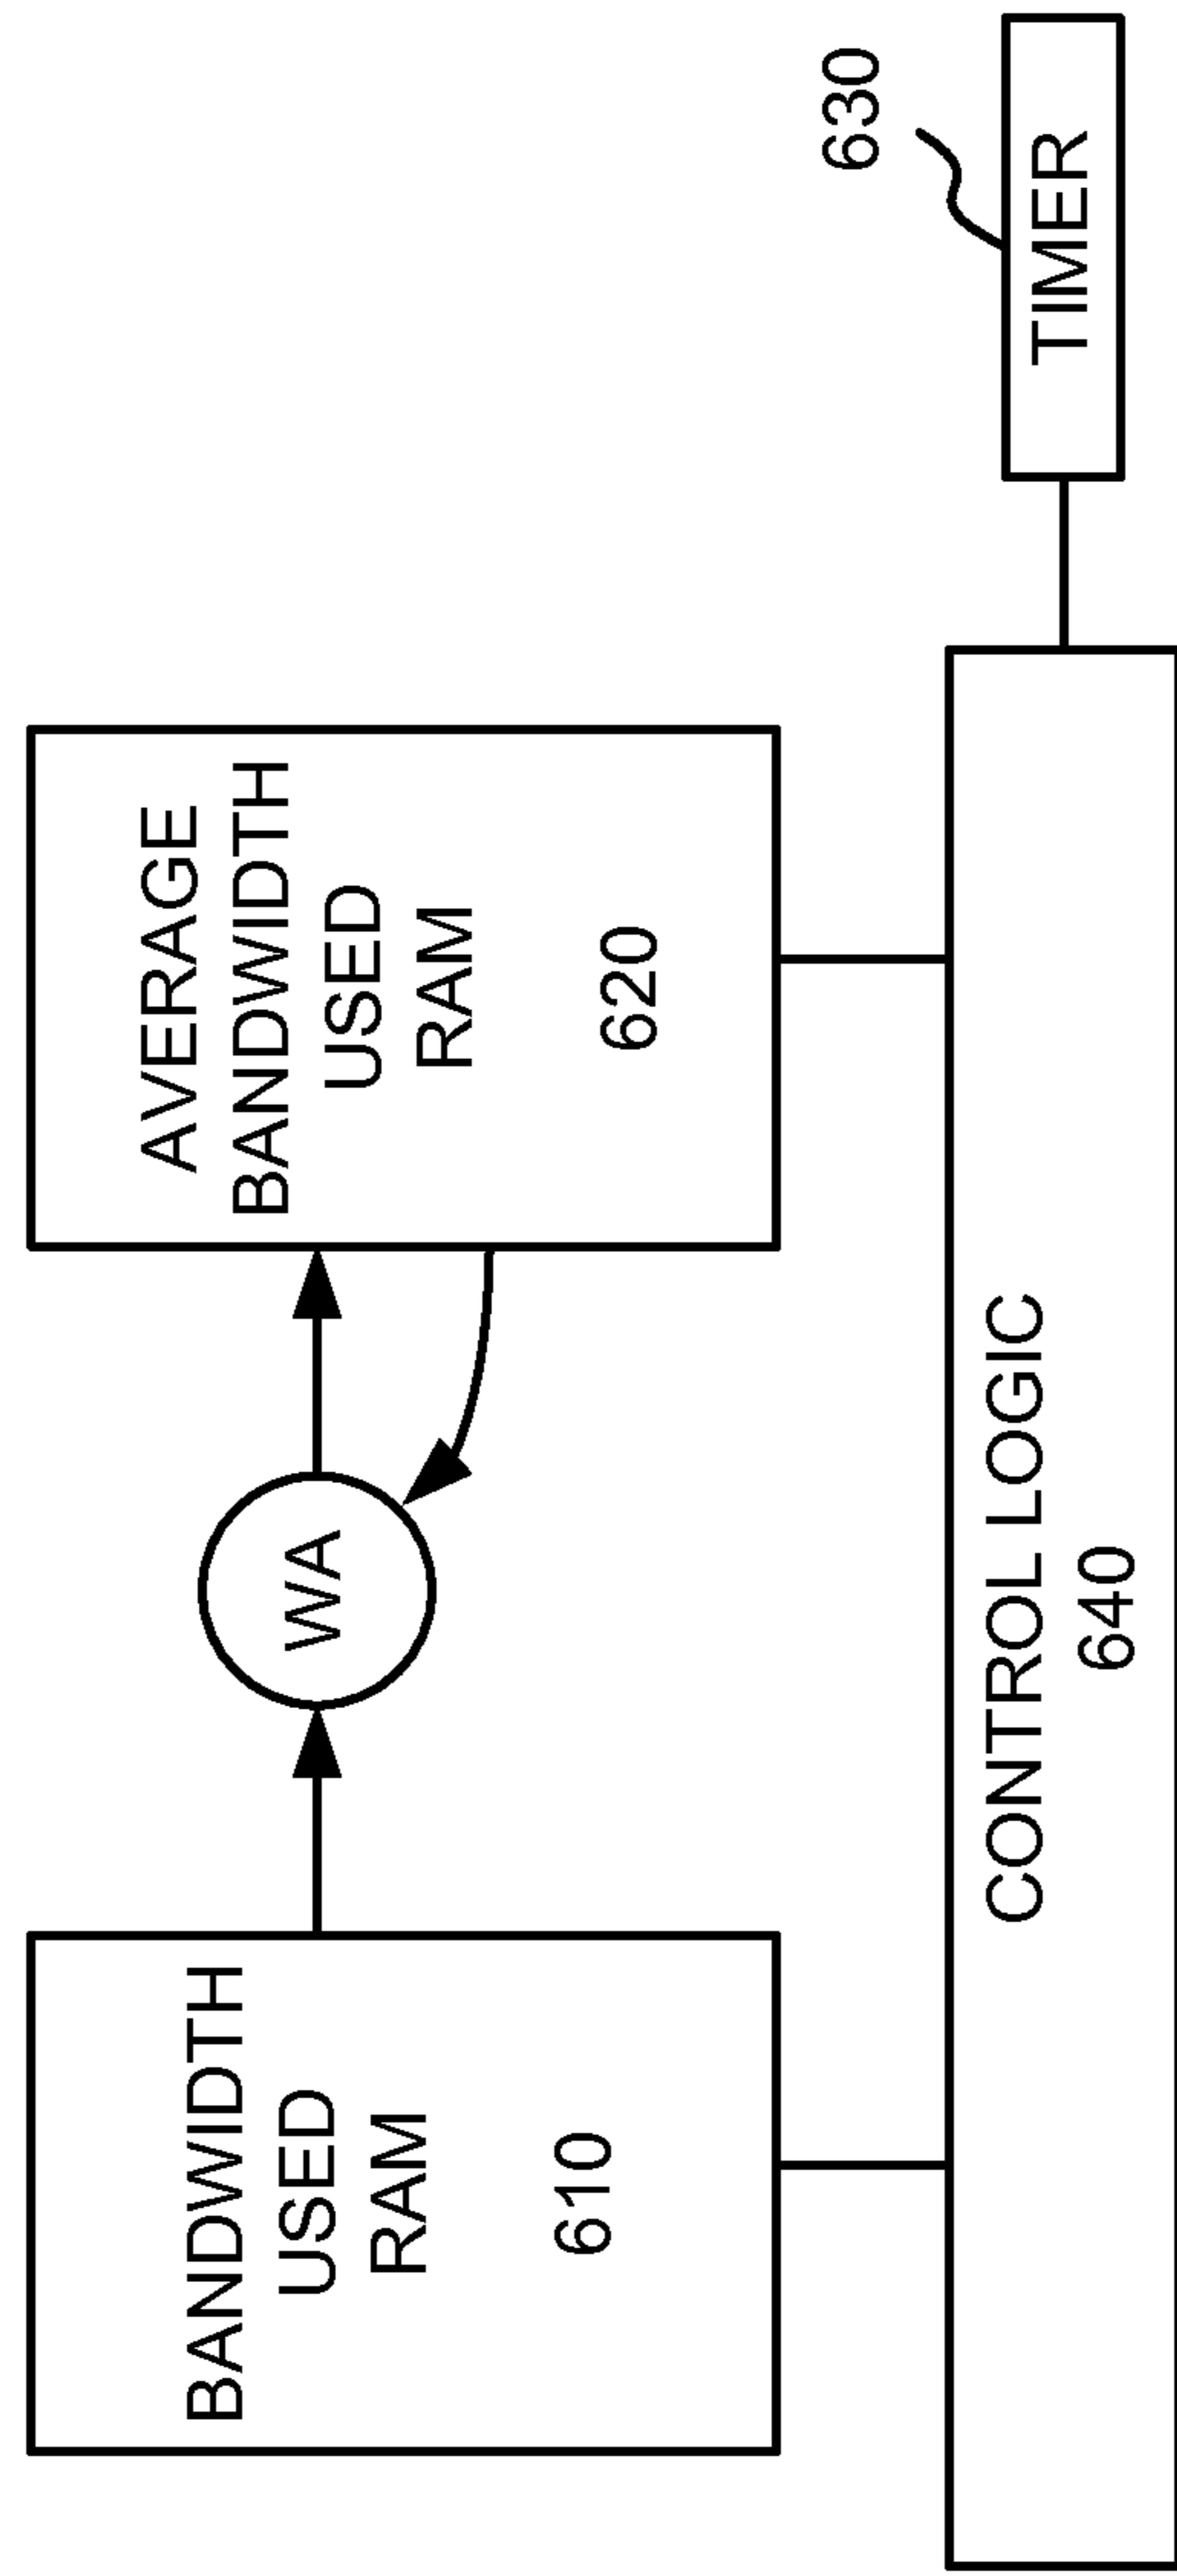 BANDWIDTH
USED
RAM
610
WA
AVERAGE
BANDWIDTH
USED
RAM
620
CONTROL LOGIC
640
630
TIMER